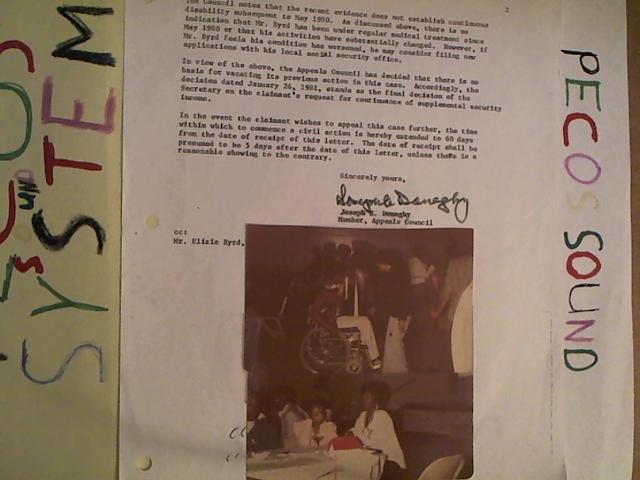 The Council notes that the recent evidence does not establish continuous
disability subsequent to May 1980. As discussed above, there is no
indication that Mr. Byrd has been under regular medical treatment since
May 1980 or that his activities have substantially changed. However, if
Mr. Byrd feels his condition has worsened, he may consider filing new
applications with his local social security office.
2
In view of the above, the Appeals Council has decided that there is no
basis for vacating its previous action in this case. Accordingly, the
decision dated January 26, 1981, stands as the final decision of the
Secretary on the claimant's request for continuance of supplemental security
income.
In the event the claimant wishes to appeal this case further, the time
within which to commence a civil action is hereby extended to 60 days
from the date of receipt of this letter. The date of receipt shall be
presumed to be 5 days after the date of this letter, unless there is a
reasonable showing to the contrary.
Sincerely yours,
Joseph E. Donaghy
Joseph E. Donaghy
Member, Appeals Council
cc:
Mr. Elizie Byrd,
PECOS SOUND
SYSTEM
SOUND